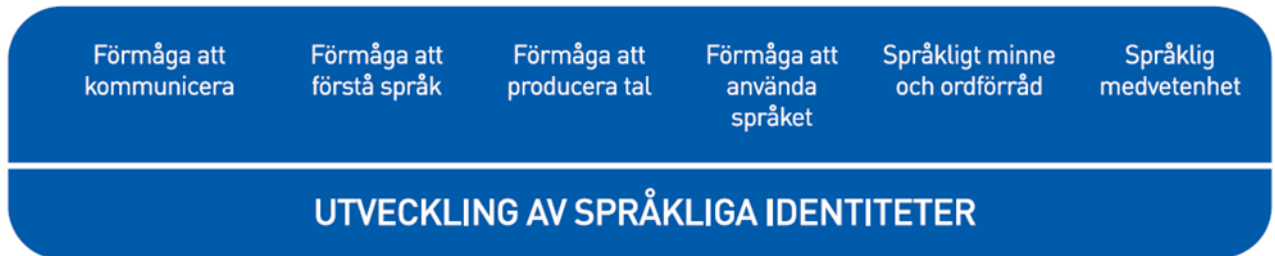 Förmåga att
kommunicera
Förmåga att
förstå språk
Förmåga att
producera tal
Förmåga att
använda
språket
Språkligt minne
och ordförråd
Språklig
medvetenhet
UTVECKLING AV SPRÅKLIGA IDENTITETER